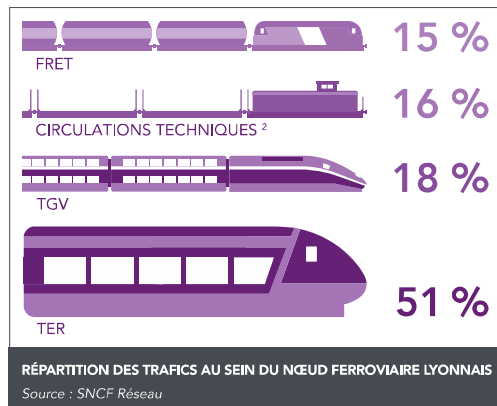 15 %
FRET
16 %
CIRCULATIONS TECHNIQUES ²
18 %
TGV
51 %
TER
RÉPARTITION DES TRAFICS AU SEIN DU NŒUD FERROVIAIRE LYONNAIS
Source : SNCF Réseau